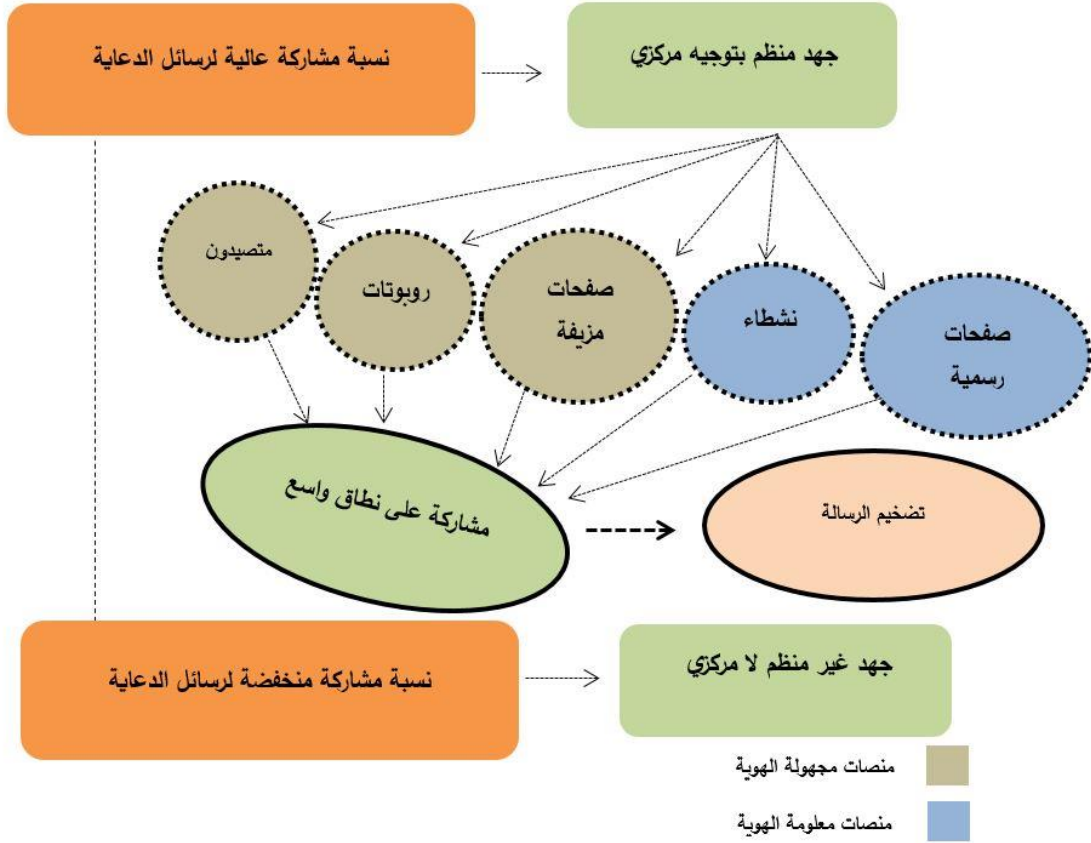 نسبة مشاركة عالية لرسائل الدعاية
جهد منظم بتوجيه مركزي
متصيدون
روبوتات
صفحات
مزيفة
نشطاء
صفحات
رسمية
مشاركة على نطاق واسع
تضخيم الرسالة
نسبة مشاركة منخفضة لرسائل الدعاية
جهد غير منظم لا مركزي
منصات مجهولة الهوية
منصات معلومة الهوية